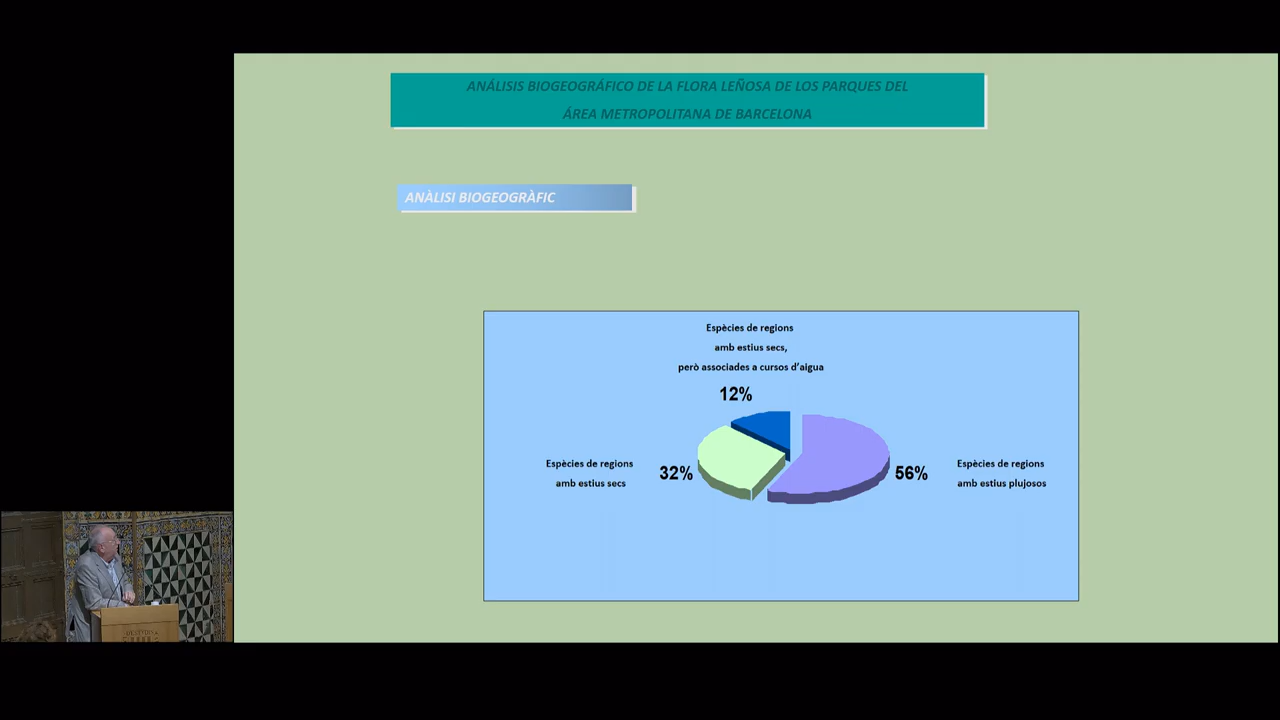 ANÁLISIS BIOGEOGRÁFICO DE LA FLORA LEÑOSA DE LOS PARQUES DEL
ÁREA METROPOLITANA DE BARCELONA
ANÀLISI BIOGEOGRÀFIC
Espècies de regions
amb estius secs,
però associades a cursos d'aigua
12%
Espècies de regions
amb estius secs
32%
56%
Espècies de regions
amb estius plujosos